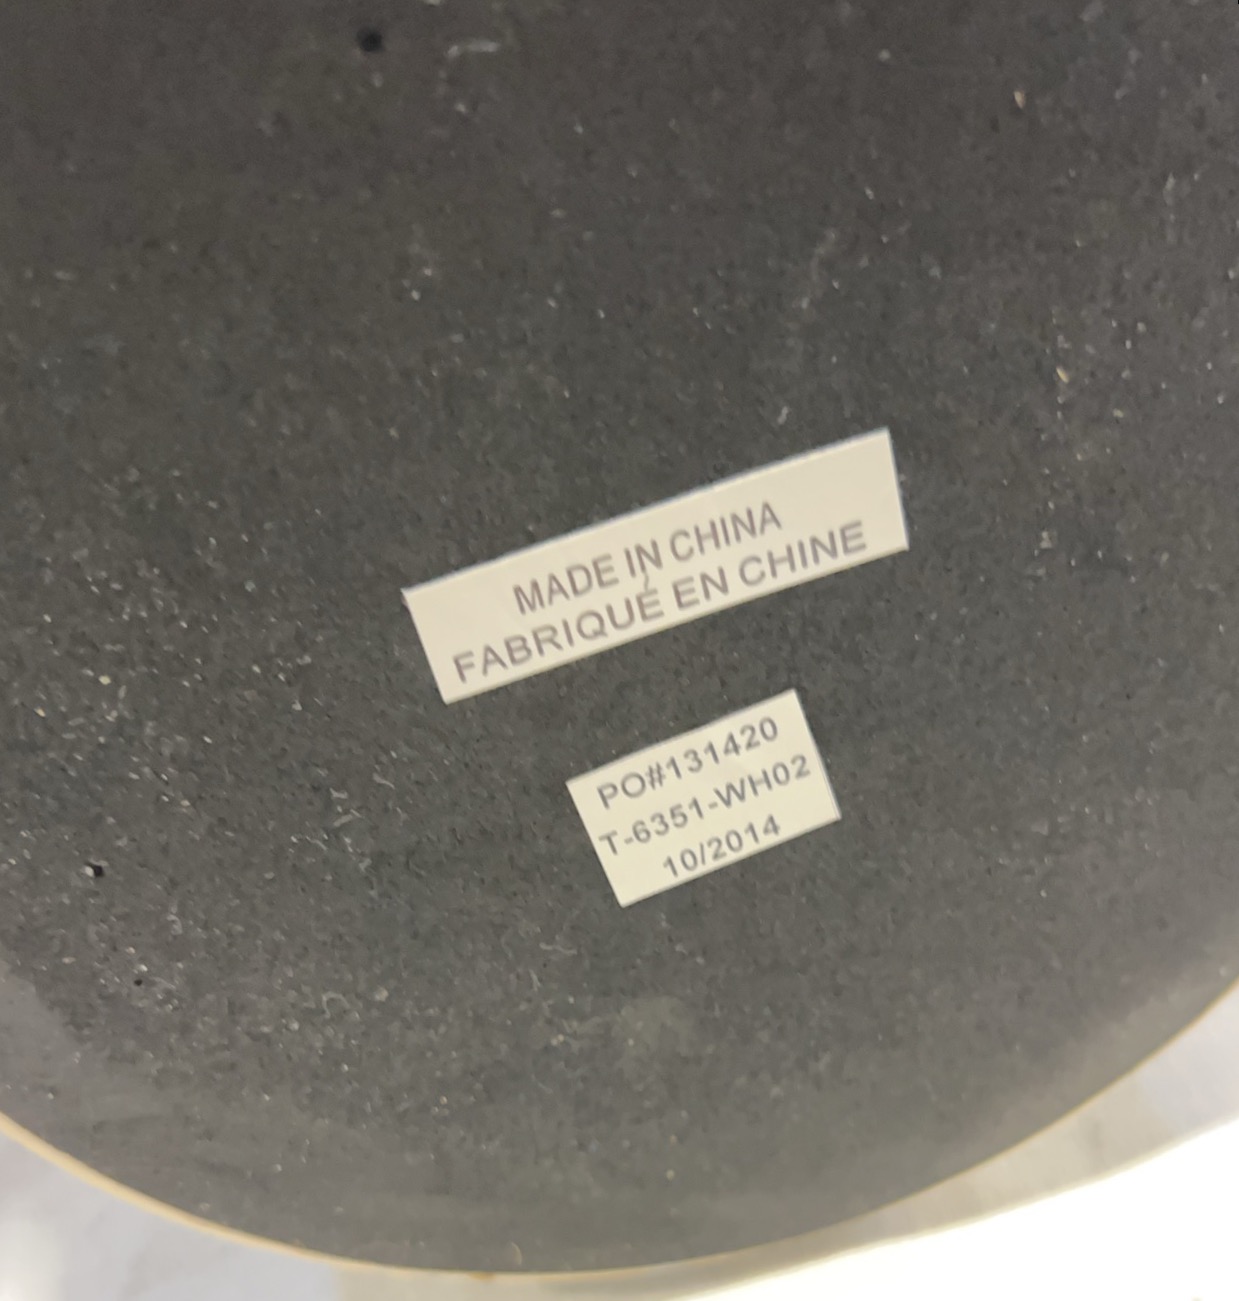 MADE IN CHINA
FABRIQUÉ EN CHINE
PO#131420
T-6351-WH02
10/2014